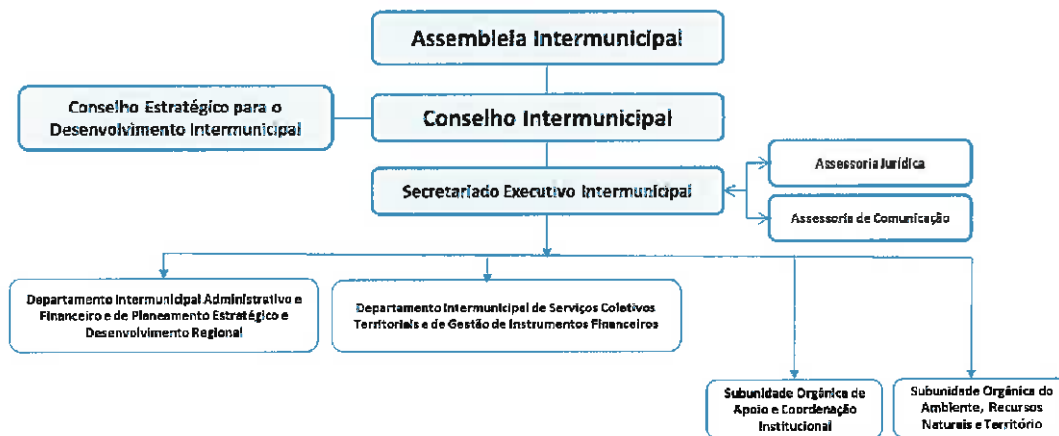 Assembleia Intermunicipal
Conselho Estratégico para o
Desenvolvimento Intermunicipal
Conselho Intermunicipal
Assessoria Jurídica
Secretariado Executivo Intermunicipal
Assessoria de Comunicação
Departamento Intermunicipal Administrativo e
Financeiro e de Planeamento Estratégico e
Desenvolvimento Regional
Departamento Intermunicipal de Serviços Coletivos
Territoriais e de Gestão de Instrumentos Financeiros
Subunidade Orgânica de
Apoio e Coordenação
Institucional
Subunidade Orgânica do
Ambiente, Recursos
Naturais e Território